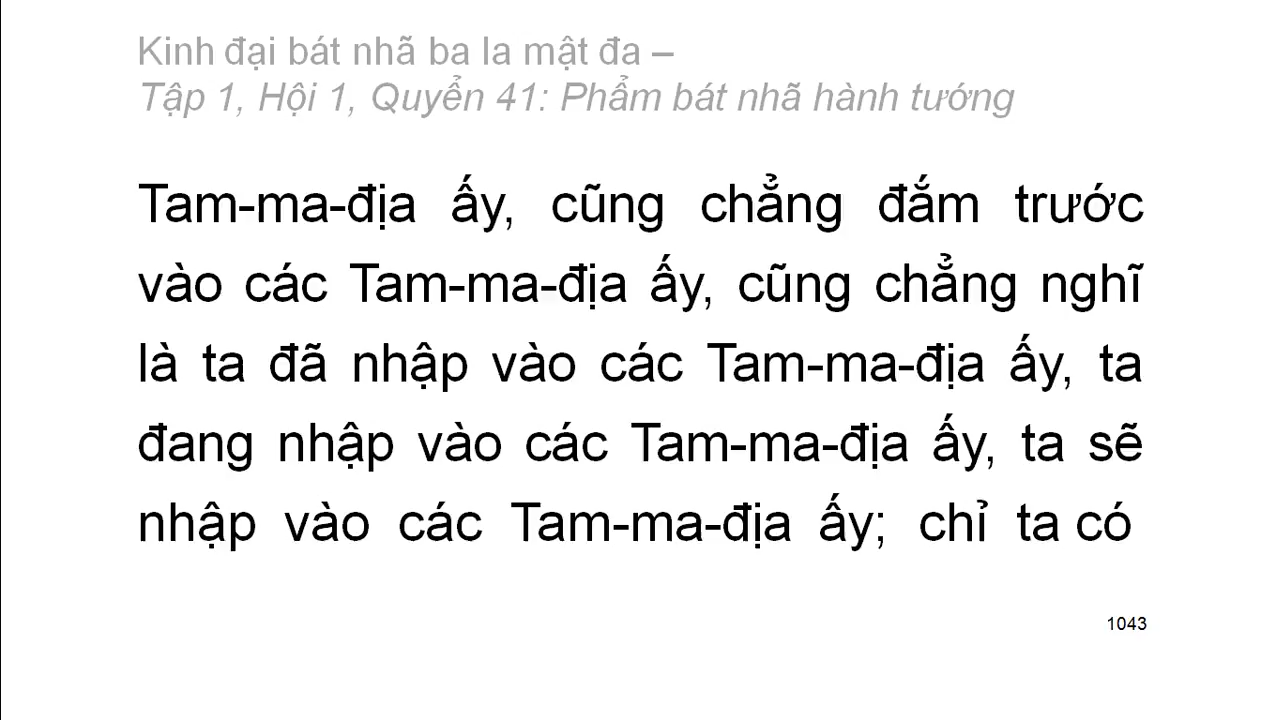 Kinh đại bát nhã ba la mật đa –
Tập 1, Hội 1, Quyển 41: Phẩm bát nhã hành tướng
Tam-ma-địa ấy, cũng chẳng đắm trước
vào các Tam-ma-địa ấy, cũng chẳng nghĩ
là ta đã nhập vào các Tam-ma-địa ấy, ta
đang nhập vào các Tam-ma-địa ấy, ta sẽ
nhập vào các Tam-ma-địa ấy; chỉ ta có
1043